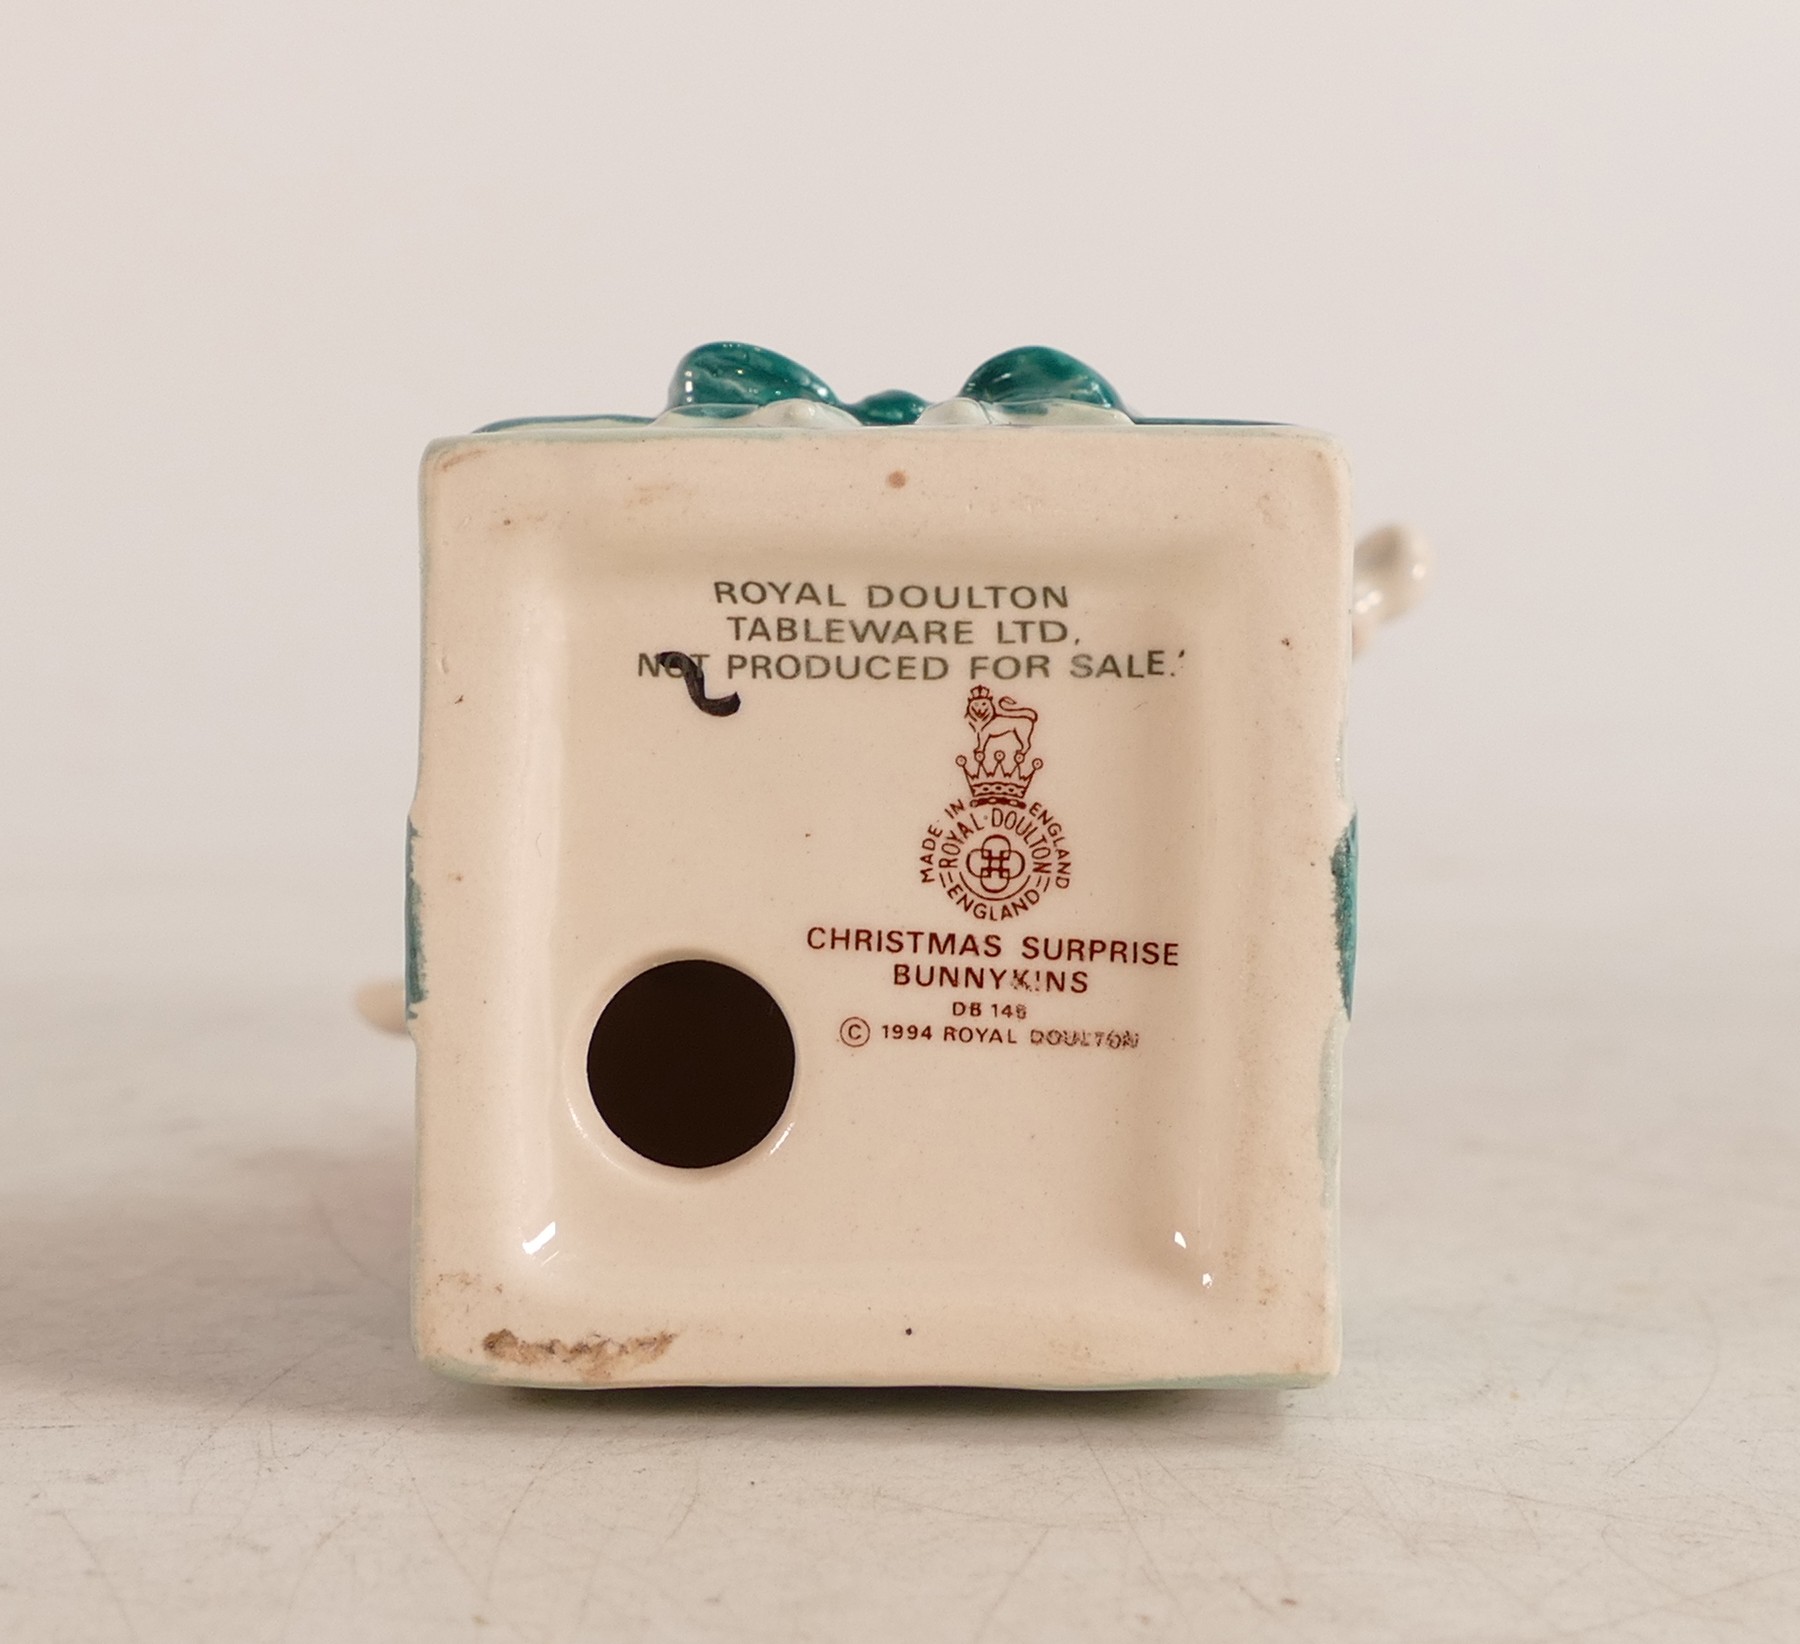 ROYAL DOULTON
TABLEWARE LTD.
NOT PRODUCED FOR SALE.
MADE IN ENGLAND
ROYAL·DOULTON
ENGLAND
CHRISTMAS SURPRISE
BUNNYKINS
DB 146
© 1994 ROYAL DOULTON